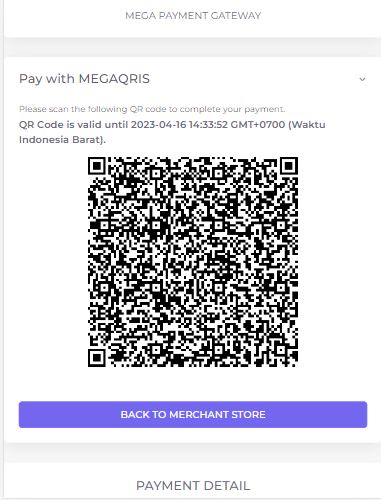 MEGA PAYMENT GATEWAY
Pay with MEGAQRIS
Please scan the following QR code to complete your payment.
QR Code is valid until 2023-04-16 14:33:52 GMT+0700 (Waktu
Indonesia Barat).
BACK TO MERCHANT STORE
PAYMENT DETAIL